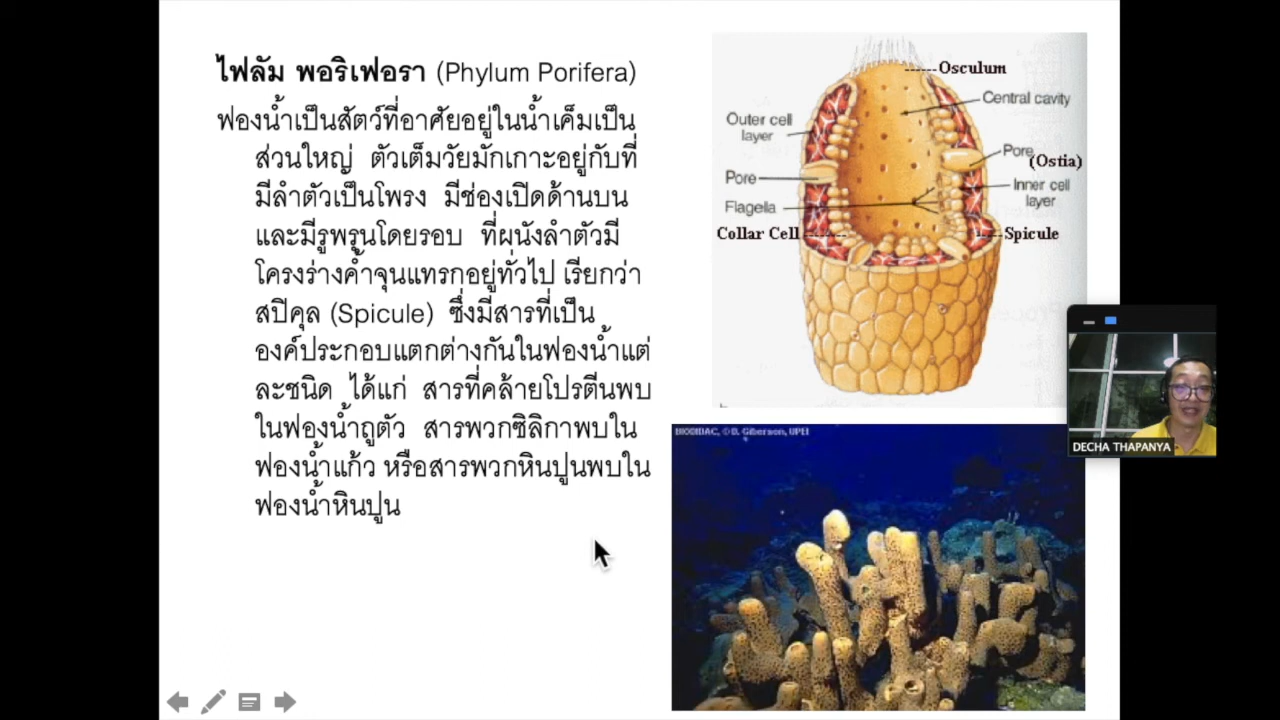 ไฟลัม พอริเฟอรา (Phylum Porifera)
ฟองน้ำเป็นสัตว์ที่อาศัยอยู่ในน้ำเค็มเป็น
ส่วนใหญ่ ตัวเต็มวัยมักเกาะอยู่กับที่
มีลำตัวเป็นโพรง มีช่องเปิดด้านบน
และมีรูพรุนโดยรอบ ที่ผนังลำตัวมี
โครงร่างค้ำจุนแทรกอยู่ทั่วไป เรียกว่า
สปิคุล (Spicule) ซึ่งมีสารที่เป็น
องค์ประกอบแตกต่างกันในฟองน้ำแต่
ละชนิด ได้แก่ สารที่คล้ายโปรตีนพบ
ในฟองน้ำถูตัว สารพวกซิลิกาพบใน
ฟองน้ำแก้ว หรือสารพวกหินปูนพบใน
ฟองน้ำหินปูน
Osculum
Central cavity
Outer cell
layer
Pore
(Ostia)
Pore
Inner cell
layer
Flagella
Collar Cell
Spicule
BIODIDAC, © D. Giberson, UPEI
DECHA THAPANYA